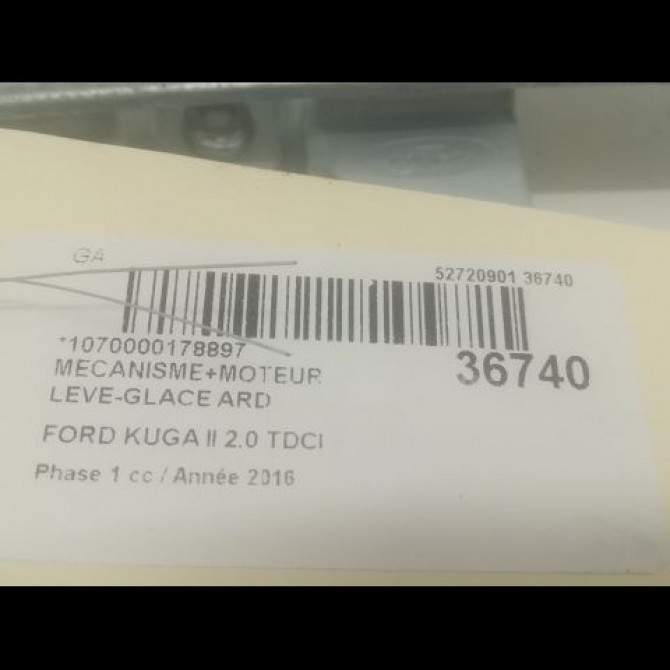 GA
52720901 36740
*1070000178897
36740
MECANISME+MOTEUR
LEVE-GLACE ARD
FORD KUGA II 2.0 TDCI
Phase 1 cc / Année 2016